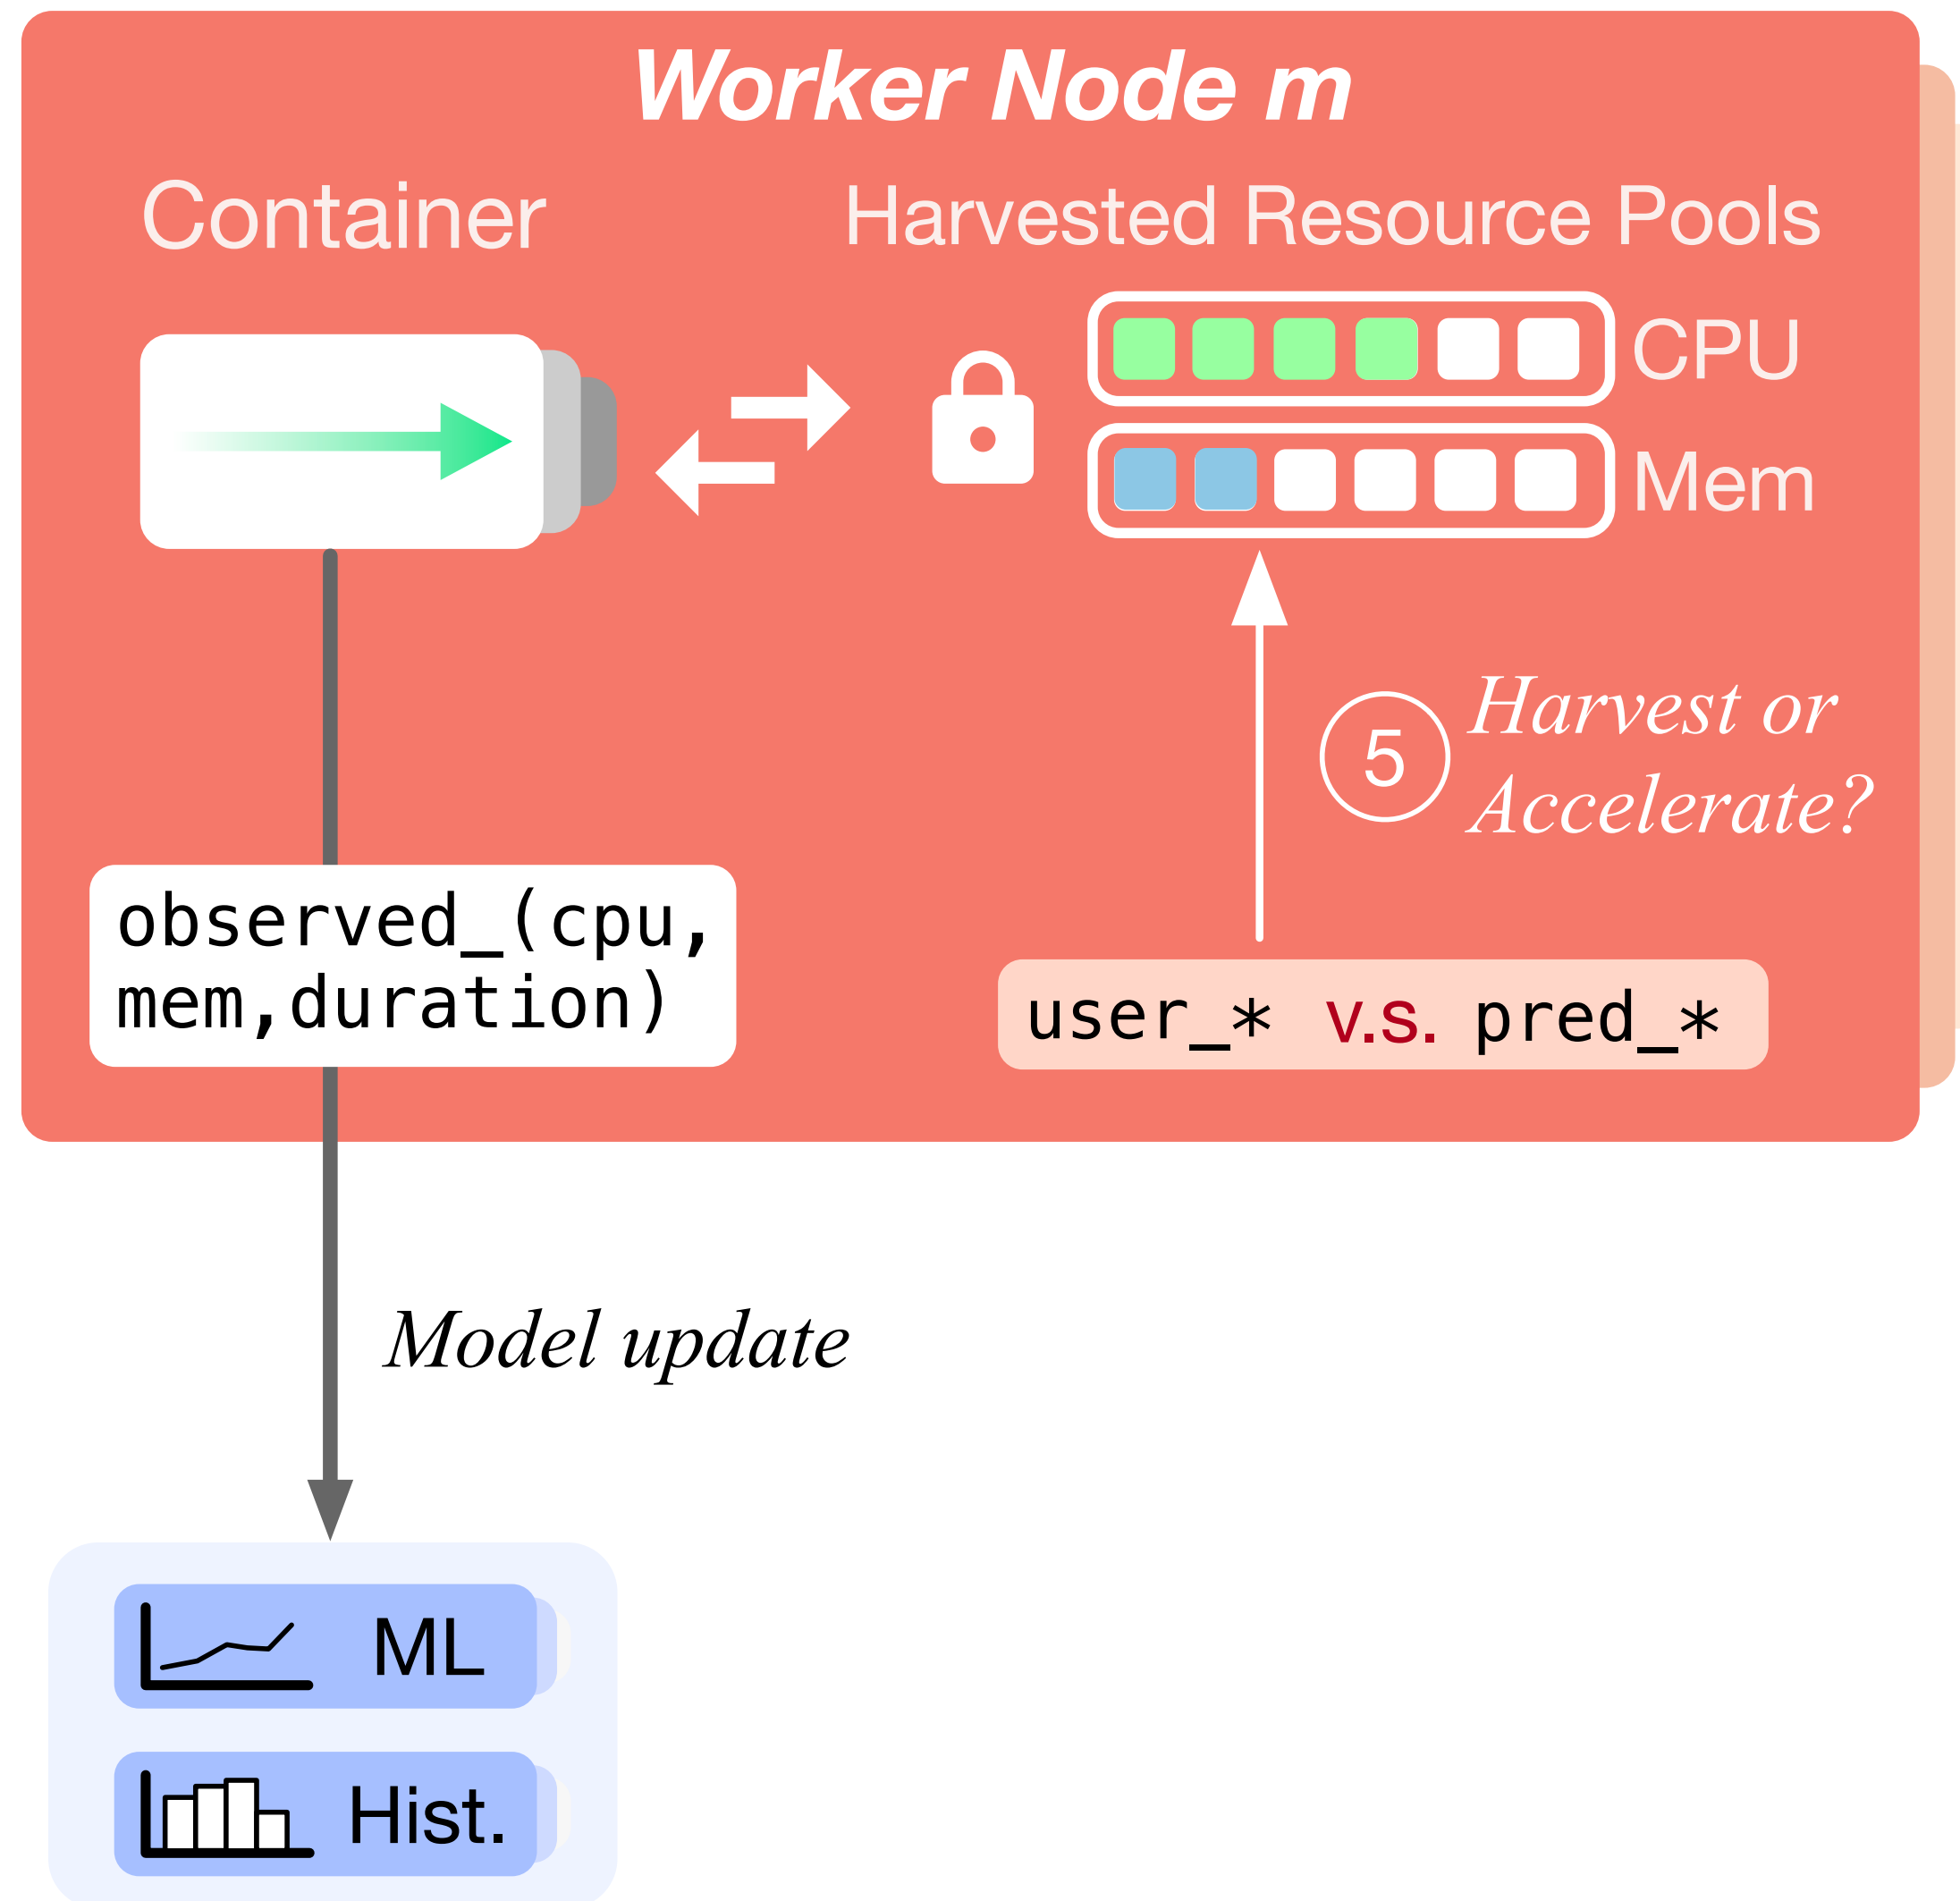 Worker Node m
Container
Harvested Resourse Pools
CPU
Mem
5
Harvest or
Accelerate?
observed_(cpu,
mem,duration)
user_* v.s. pred_*
Model update
ML
Hist.